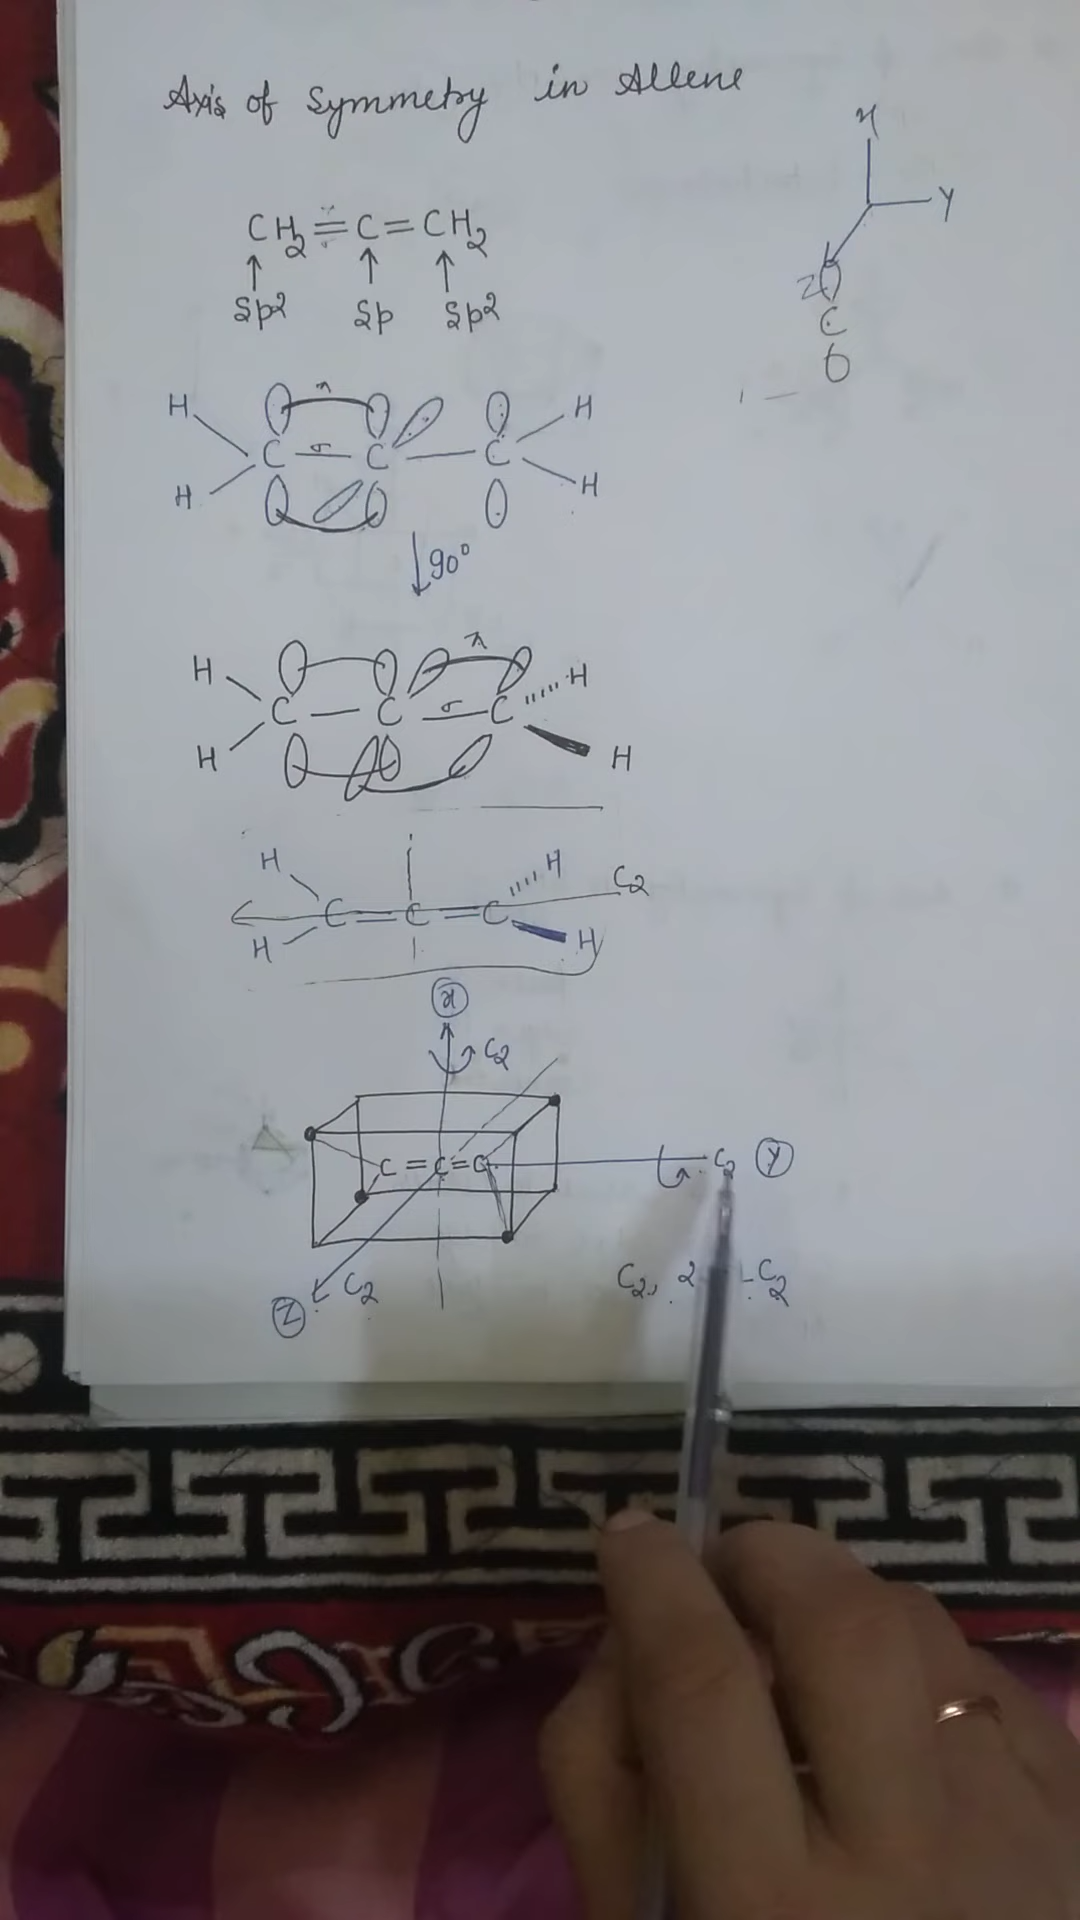 Axis of Symmetry in Allene
x
y
z
C
CH2=C=CH2
Sp2 Sp Sp2
H π H
C σ C C
H H
90°
H π H
C C σ C
H H
H H C2
C=C=C
H H
x
C2
C=C=C C2 y
C2 C2, 2 -C2
z